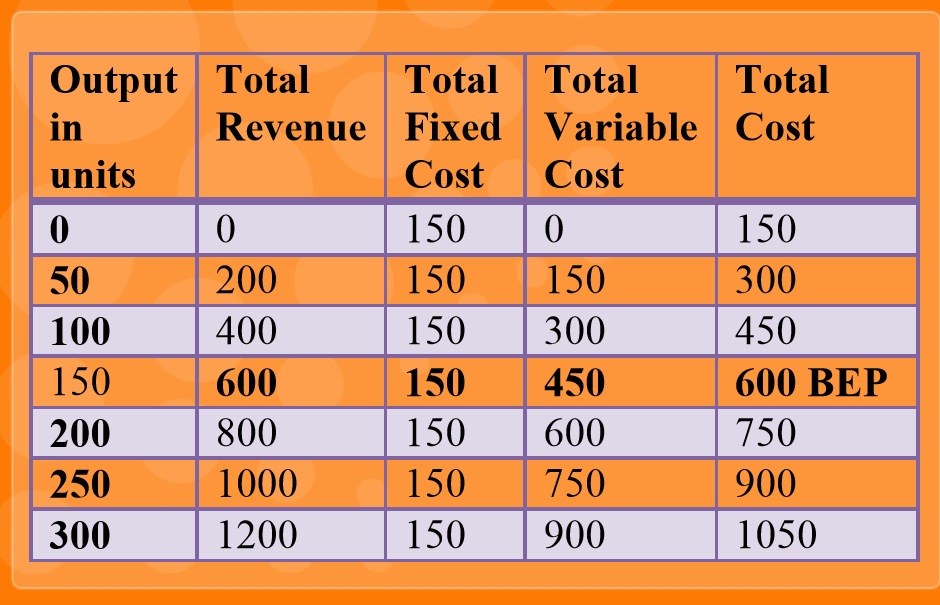 Output in units Total Revenue Total Fixed Cost Total Variable Cost Total Cost
0 0 150 0 150
50 200 150 150 300
100 400 150 300 450
150 600 150 450 600 BEP
200 800 150 600 750
250 1000 150 750 900
300 1200 150 900 1050